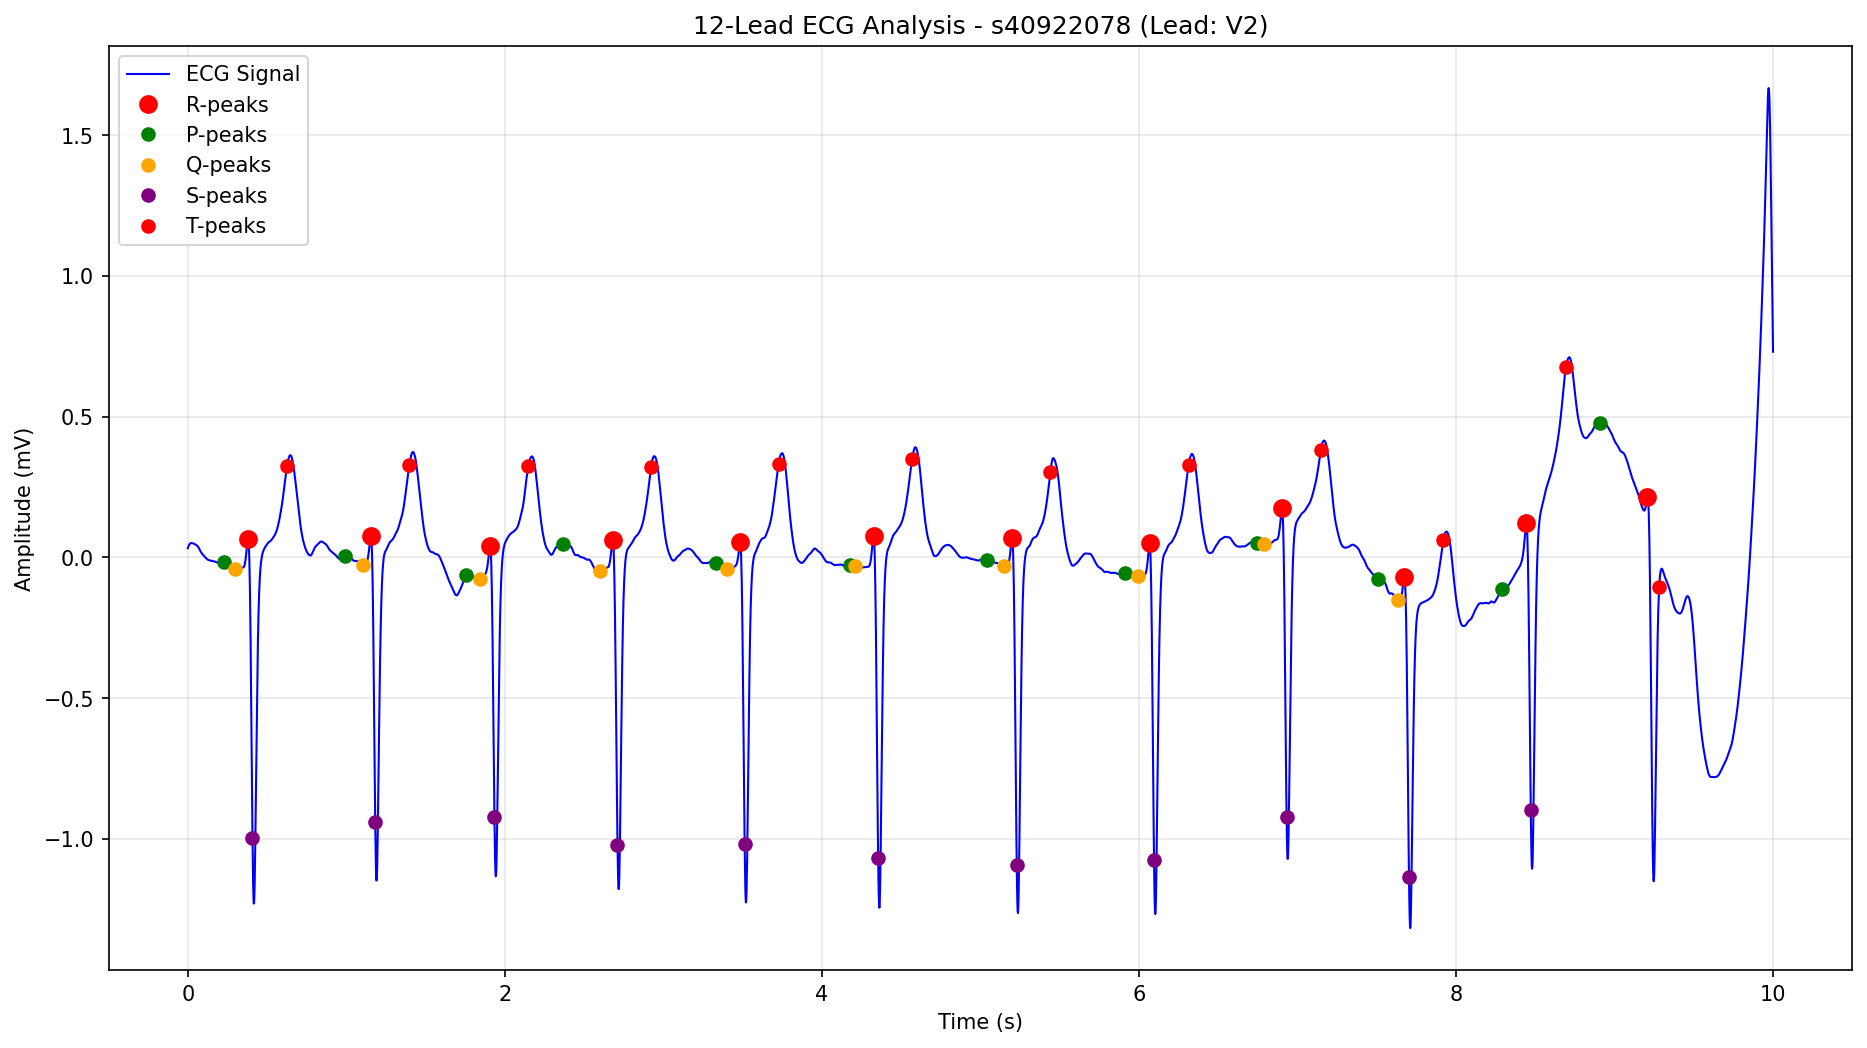 12-Lead ECG Analysis - s40922078 (Lead: V2)
ECG Signal
R-peaks
P-peaks
Q-peaks
S-peaks
T-peaks
Amplitude (mV)
1.5
1.0
0.5
0.0
−0.5
−1.0
0 2 4 6 8 10
Time (s)